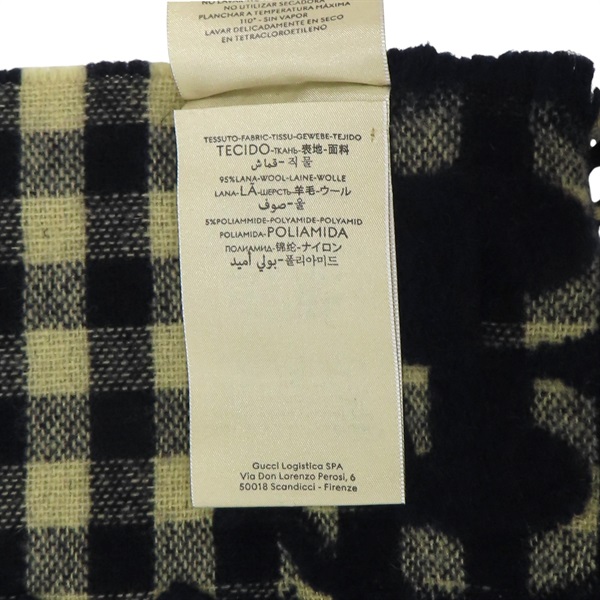 NO UTILIZAR SECADORA
PLANCHAR A TEMPERATURA MÁXIMA
110° - SIN VAPOR
LAVAR DELICADAMENTE EN SECO
EN TETRACLOROETILENO
TESSUTO-FABRIC-TISSU-GEWEBE-TEJIDO
TECIDO-ТКАНЬ-表地-面料
قماش-직물
95%LANA-WOOL-LAINE-WOLLE
LANA-LÃ-ШЕРСТЬ-羊毛-ウール
صوف-울
5%POLIAMMIDE-POLYAMIDE-POLYAMID
POLIAMIDA-POLIAMIDA
ПОЛИАМИД-锦纶-ナイロン
بولي أميد-폴리아미드
Gucci Logistica SPA
Via Don Lorenzo Perosi, 6
50018 Scandicci - Firenze